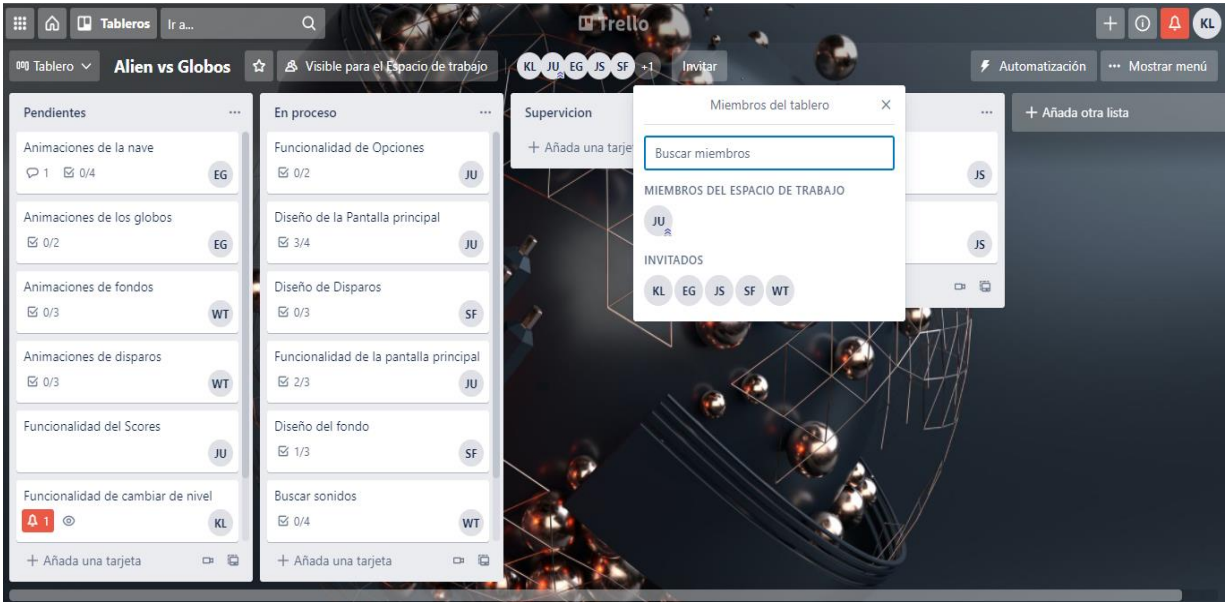 Tableros
Ir a...
Trello
KL
Tablero
Alien vs Globos
Visible para el Espacio de trabajo
KL JU EG JS SF +1
Invitar
Automatización
Mostrar menú
Pendientes
Animaciones de la nave
1 0/4
EG
Animaciones de los globos
0/2
EG
Animaciones de fondos
0/3
WT
Animaciones de disparos
0/3
WT
Funcionalidad del Scores
JU
Funcionalidad de cambiar de nivel
1
KL
+ Añada una tarjeta
En proceso
Funcionalidad de Opciones
0/2
JU
Diseño de la Pantalla principal
3/4
JU
Diseño de Disparos
0/3
SF
Funcionalidad de la pantalla principal
2/3
JU
Diseño del fondo
1/3
SF
Buscar sonidos
0/4
WT
+ Añada una tarjeta
Supervicion
+ Añada una tarje
Miembros del tablero
Buscar miembros
MIEMBROS DEL ESPACIO DE TRABAJO
JU
INVITADOS
KL EG JS SF WT
JS
JS
+ Añada otra lista